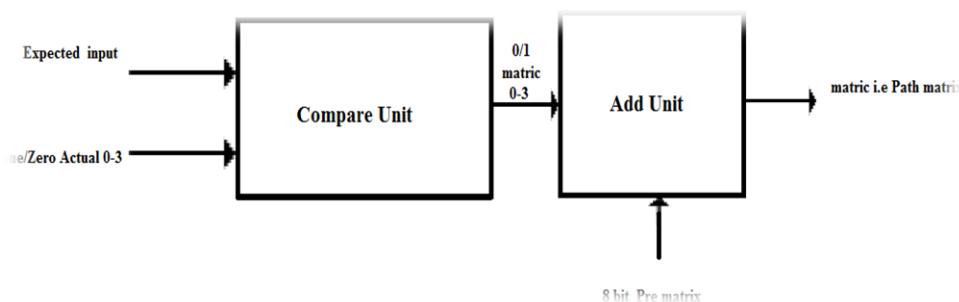 Expected input
0/1
matric
0-3
Compare Unit
Add Unit
matric i.e Path matrix
ne/Zero Actual 0-3
8 bit Pre matrix